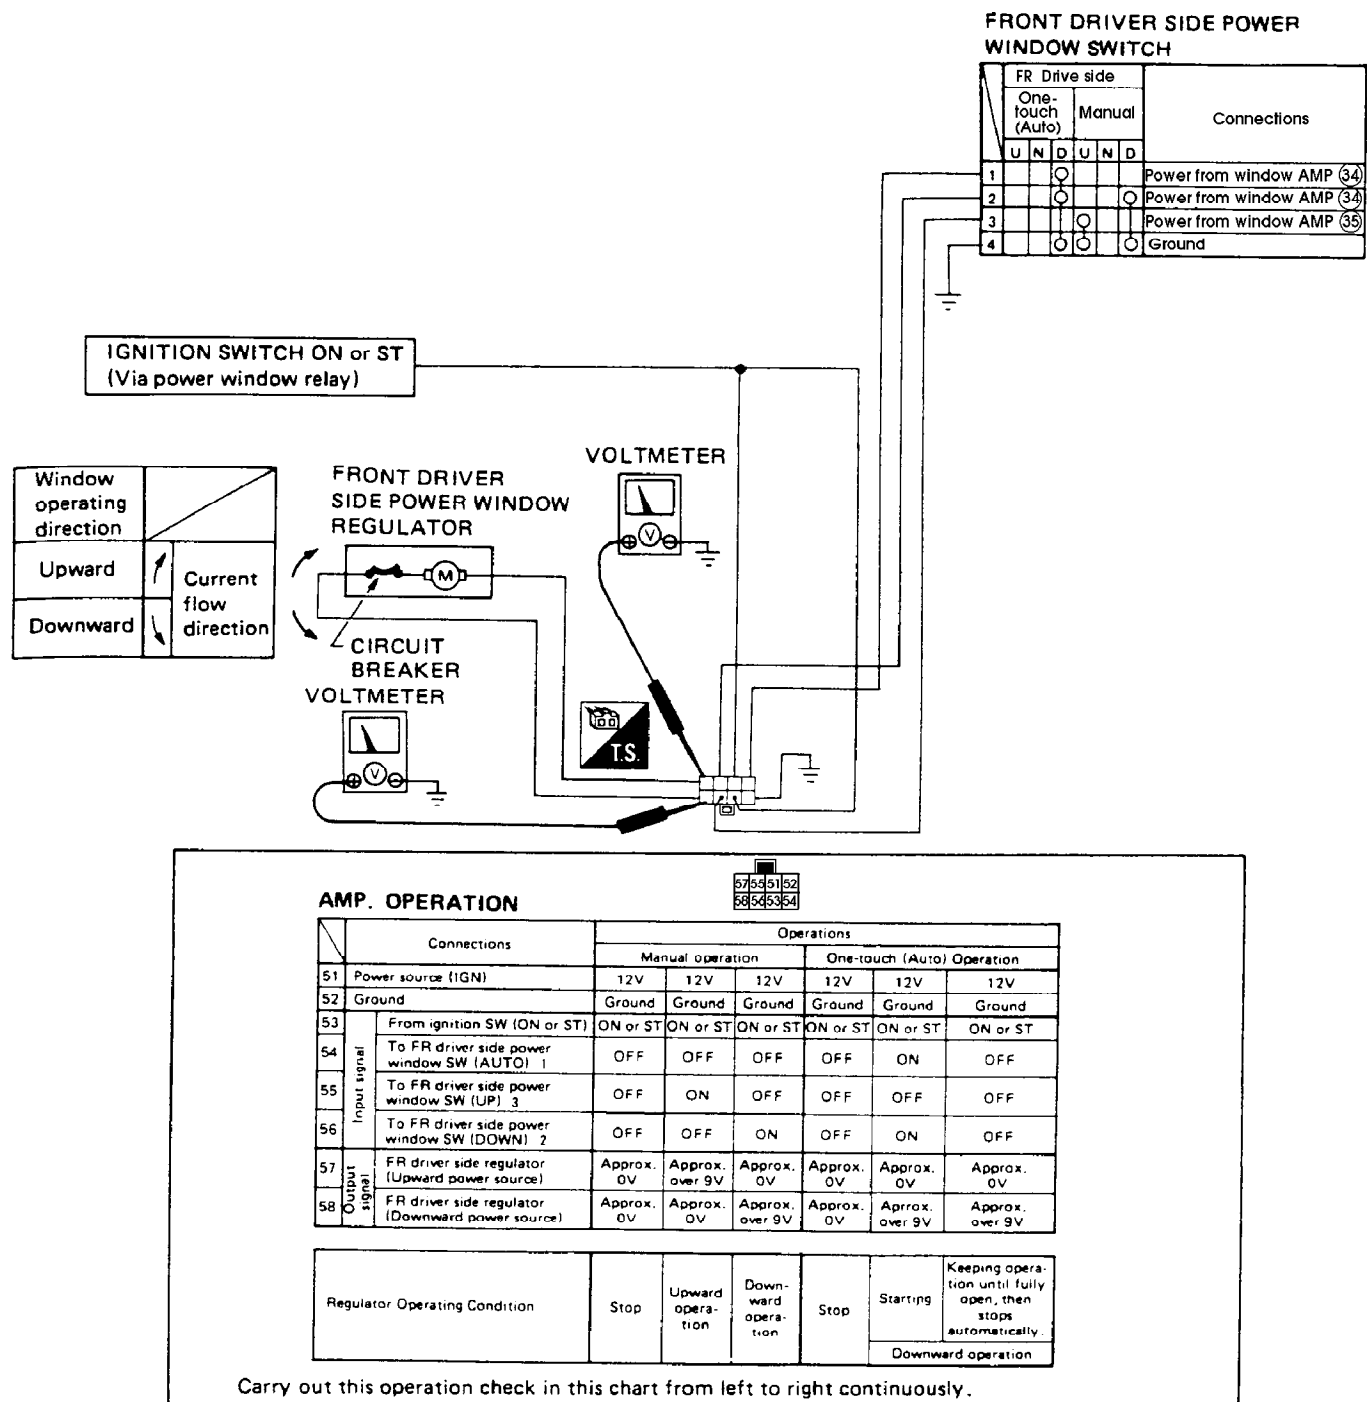 FRONT DRIVER SIDE POWER
WINDOW SWITCH
FR Drive side
One-
touch
(Auto)
Manual
Connections
U N D U N D
1 Power from window AMP 34
2 Power from window AMP 34
3 Power from window AMP 35
4 Ground
IGNITION SWITCH ON or ST
(Via power window relay)
Window
operating
direction
Upward
Downward
Current
flow
direction
FRONT DRIVER
SIDE POWER WINDOW
REGULATOR
M
CIRCUIT
BREAKER
VOLTMETER
V
VOLTMETER
V
T.S.
57 55 51 52
58 56 53 54
AMP. OPERATION
Connections
Operations
Manual operation
One-touch (Auto) Operation
51 Power source (IGN) 12V 12V 12V 12V 12V 12V
52 Ground Ground Ground Ground Ground Ground Ground
Input signal
53 From ignition SW (ON or ST) ON or ST ON or ST ON or ST ON or ST ON or ST ON or ST
54 To FR driver side power
window SW (AUTO) 1 OFF OFF OFF OFF ON OFF
55 To FR driver side power
window SW (UP) 3 OFF ON OFF OFF OFF OFF
56 To FR driver side power
window SW (DOWN) 2 OFF OFF ON OFF ON OFF
Output signal
57 FR driver side regulator Approx. Approx. Approx. Approx. Approx. Approx.
(Upward power source) 0V over 9V 0V 0V 0V 0V
58 FR driver side regulator Approx. Approx. Approx. Approx. Aprrox. Approx.
(Downward power source) 0V 0V over 9V 0V over 9V over 9V
Regulator Operating Condition
Stop
Upward
opera-
tion
Down-
ward
opera-
tion
Stop
Starting
Keeping opera-
tion until fully
open, then
stops
automatically.
Downward operation
Carry out this operation check in this chart from left to right continuously.